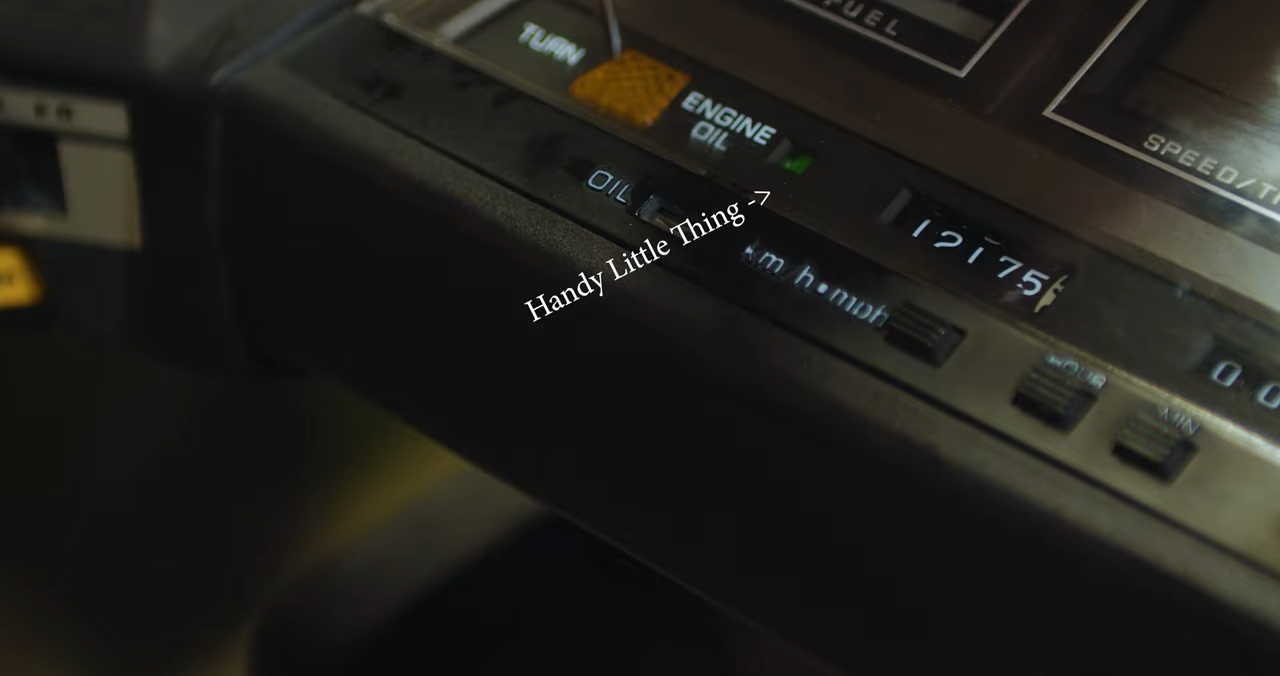 FUEL
TURN
ENGINE
OIL
SPEED/
OIL
Handy Little Thing ->
12175
km/h•mph
HOUR
MIN
0 0